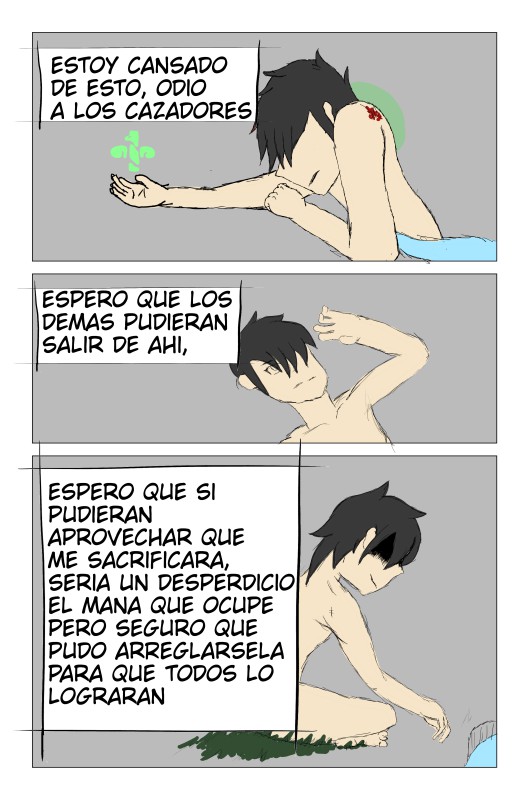 ESTOY CANSADO
DE ESTO, ODIO
A LOS CAZADORES
ESPERO QUE LOS
DEMAS PUDIERAN
SALIR DE AHI,
ESPERO QUE SI
PUDIERAN
APROVECHAR QUE
ME SACRIFICARA,
SERIA UN DESPERDICIO
EL MANA QUE OCUPE
PERO SEGURO QUE
PUDO ARREGLARSELA
PARA QUE TODOS LO
LOGRARAN